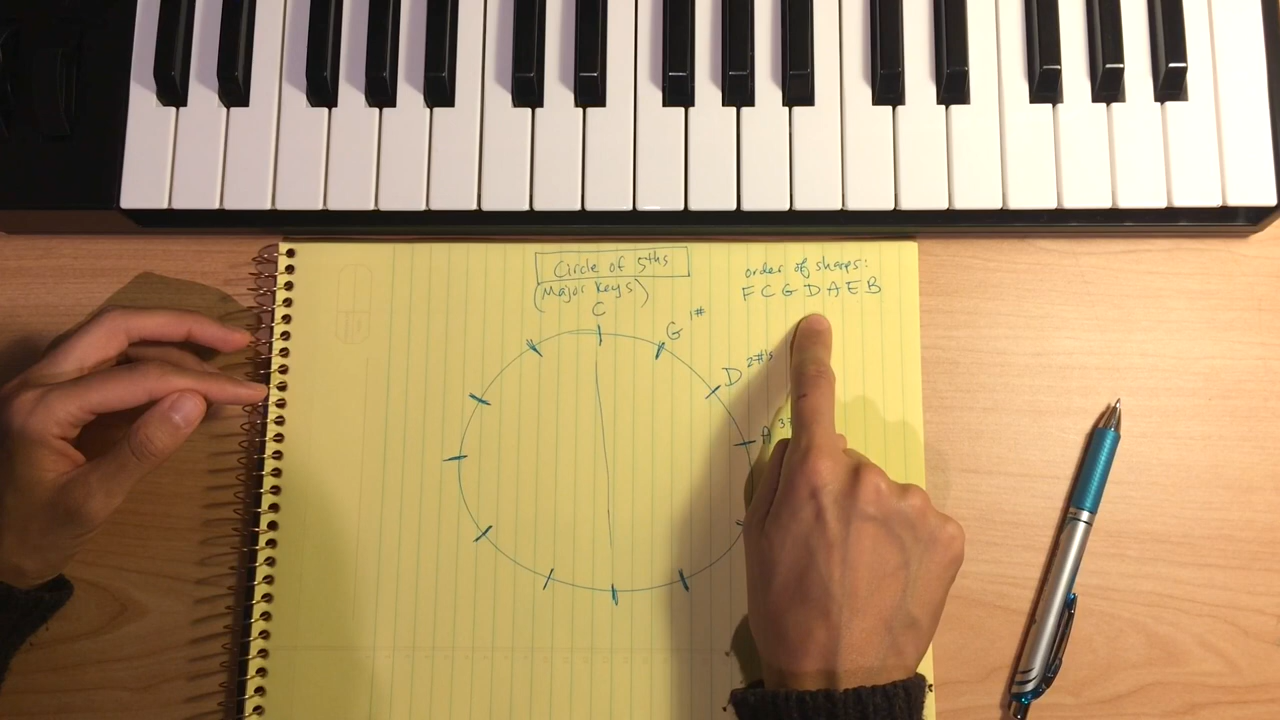 Circle of 5ths
(Major Keys)
order of sharps:
F C G D A E B
C
G 1#
D 2#'s
A